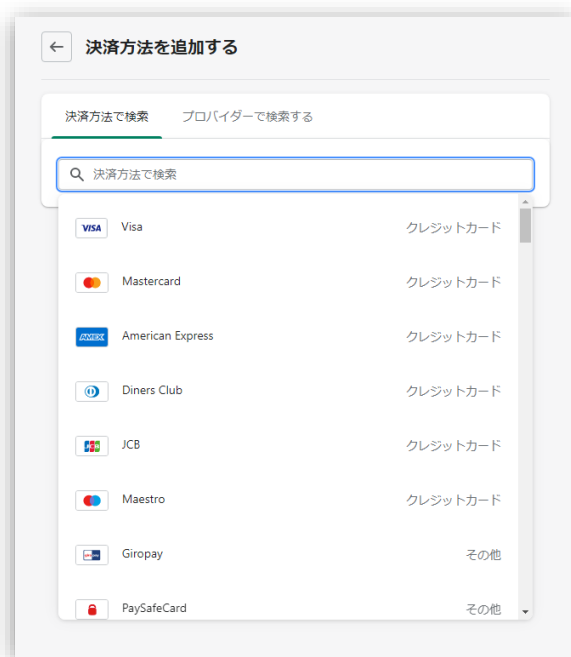 決済方法を追加する
決済方法で検索 プロバイダーで検索する
決済方法で検索
VISA Visa クレジットカード
Mastercard クレジットカード
AMEX American Express クレジットカード
Diners Club クレジットカード
JCB JCB クレジットカード
Maestro クレジットカード
Giropay その他
PaySafeCard その他